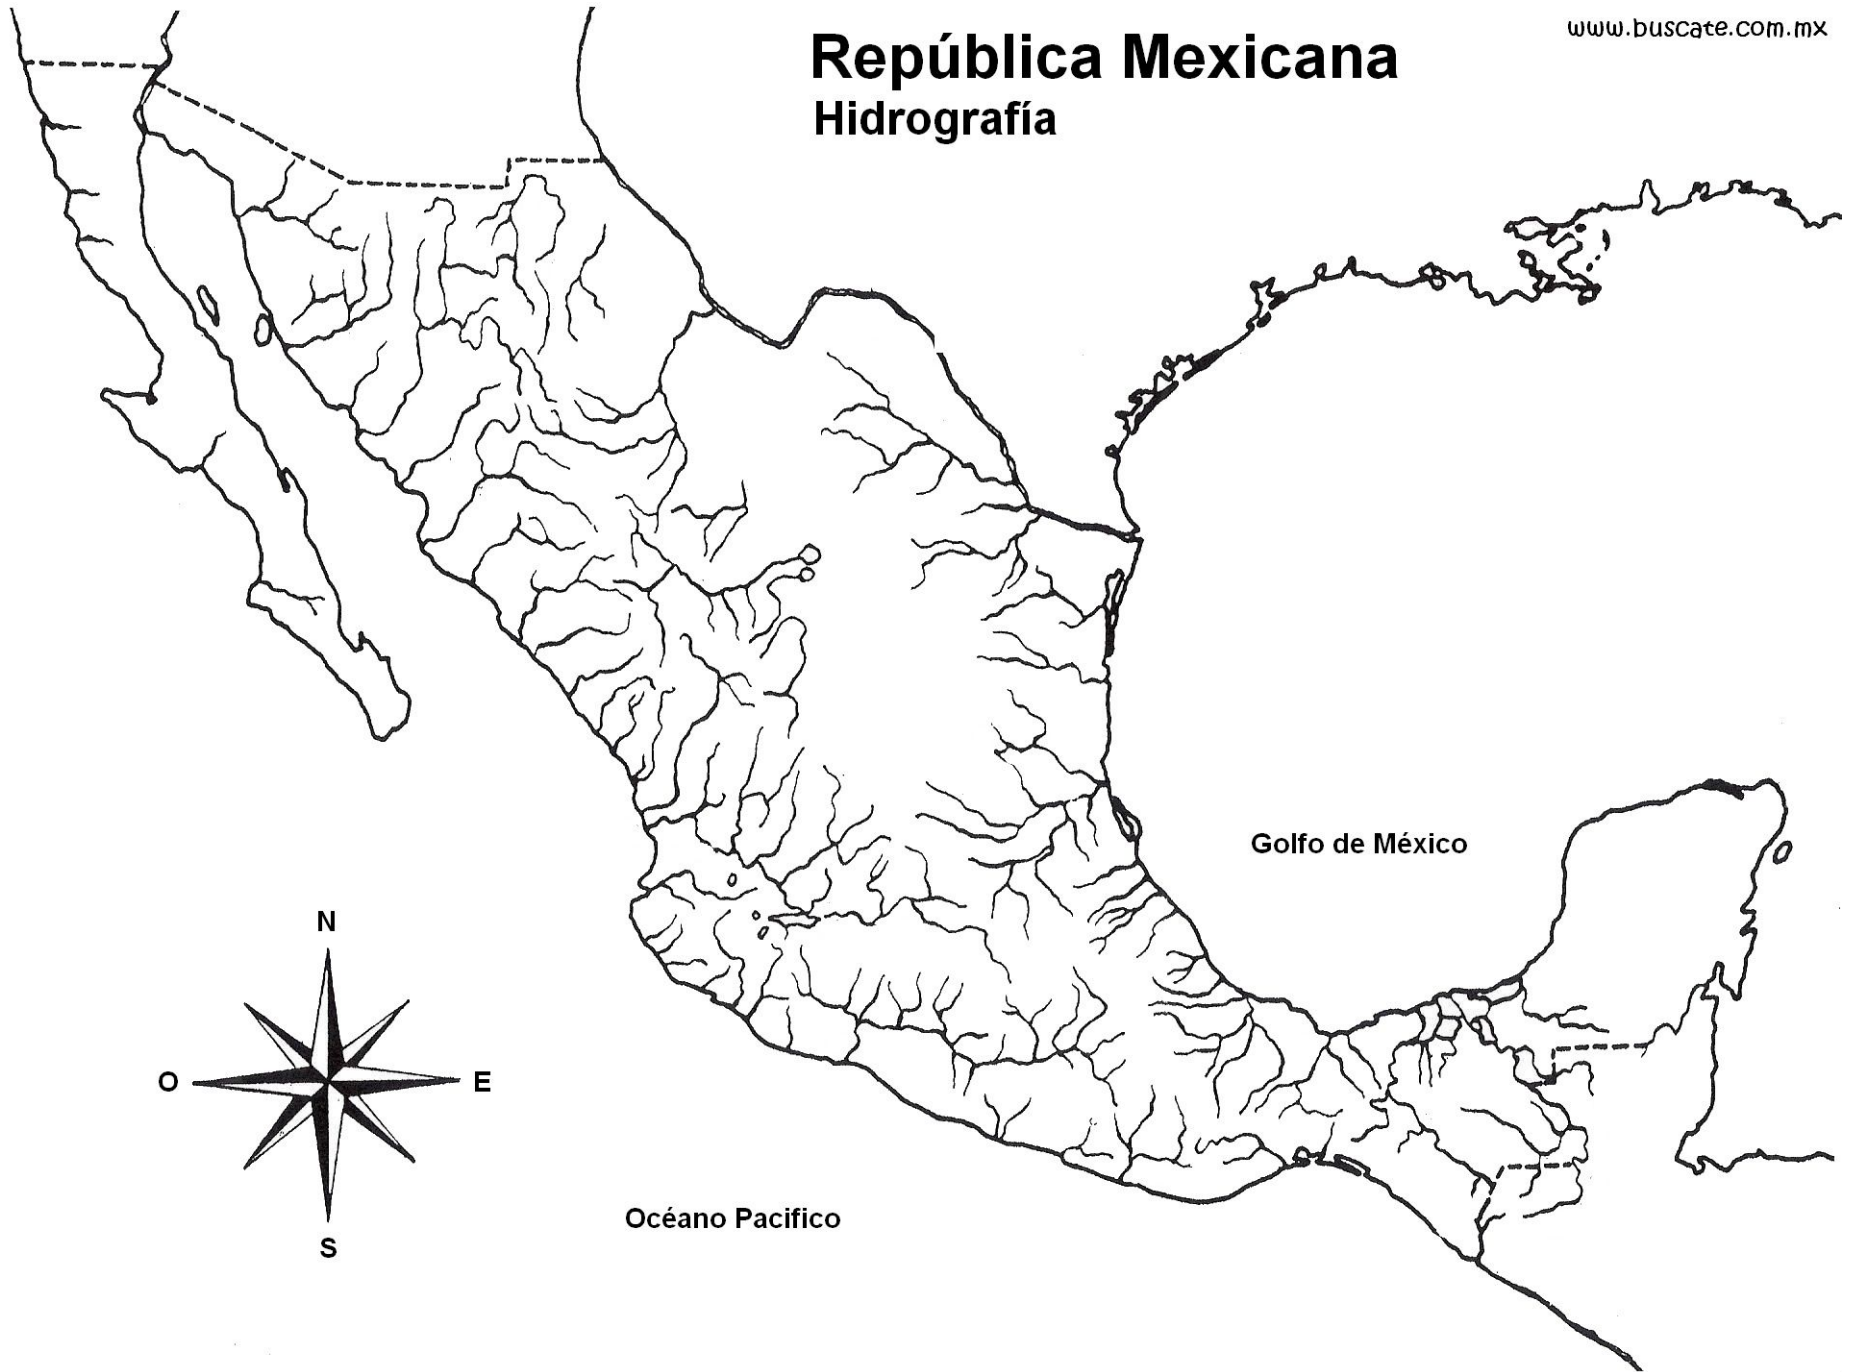 www.buscate.com.mx
República Mexicana
Hidrografía
Golfo de México
N
O
E
S
Océano Pacifico